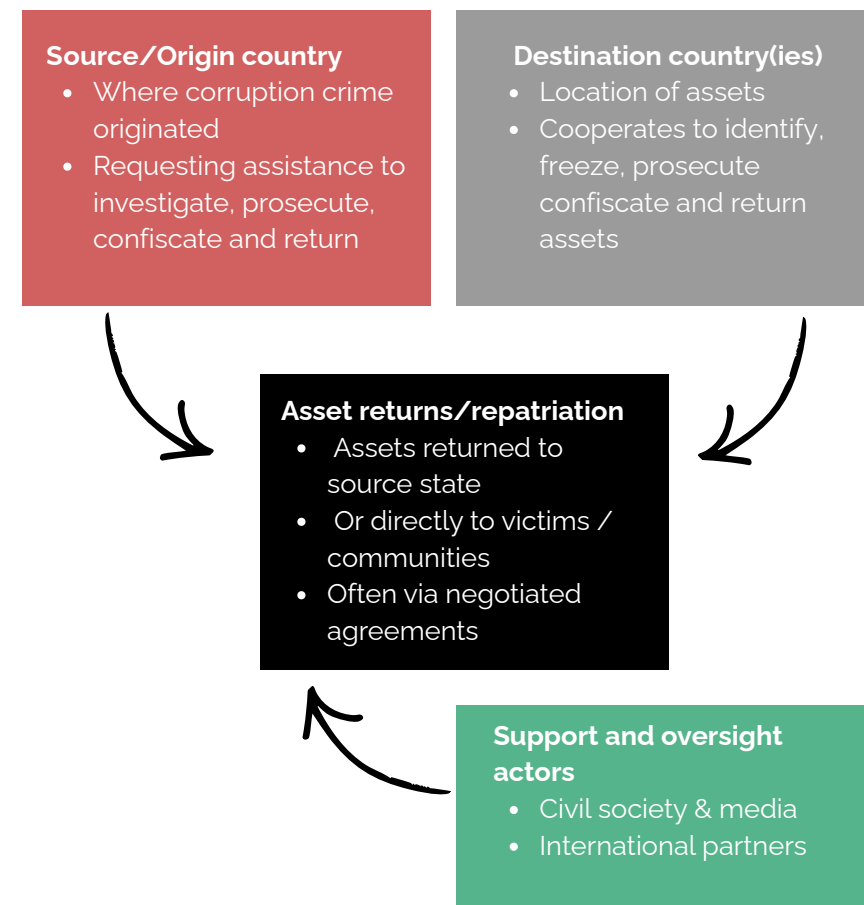 Source/Origin country
• Where corruption crime
originated
• Requesting assistance to
investigate, prosecute,
confiscate and return
Destination country(ies)
• Location of assets
• Cooperates to identify,
freeze, prosecute
confiscate and return
assets
Asset returns/repatriation
• Assets returned to
source state
• Or directly to victims /
communities
• Often via negotiated
agreements
Support and oversight
actors
• Civil society & media
• International partners